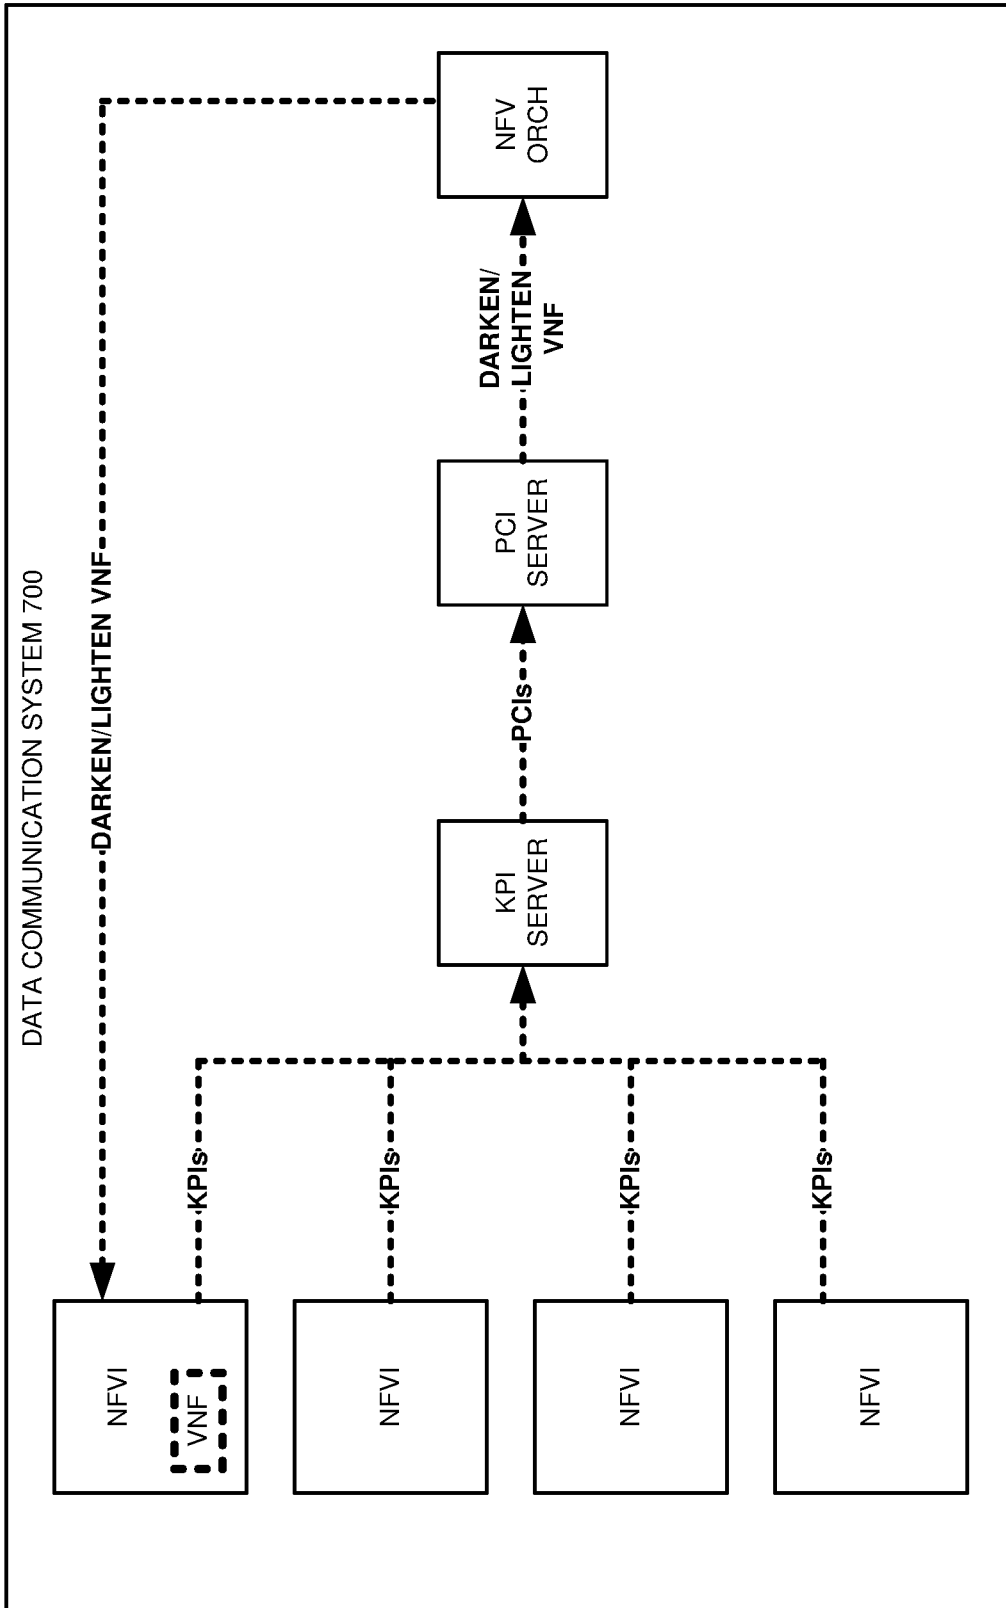 DATA COMMUNICATION SYSTEM 700
DARKEN/LIGHTEN VNF
NFVI
VNF
KPIs
NFVI
KPIs
NFVI
KPIs
NFVI
KPIs
KPI
SERVER
PCIs
PCI
SERVER
DARKEN/
LIGHTEN
VNF
NFV
ORCH